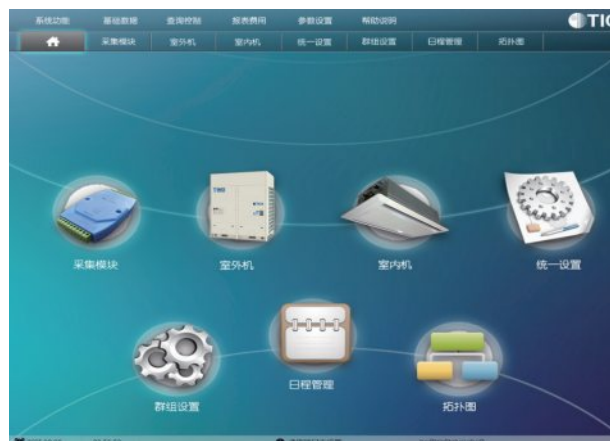 系统功能 基础数据 查询控制 报表费用 参数设置 帮助说明
采集模块 室外机 室内机 统一设置 群组设置 日程管理 拓扑图
采集模块 室外机 室内机 统一设置
群组设置 日程管理 拓扑图